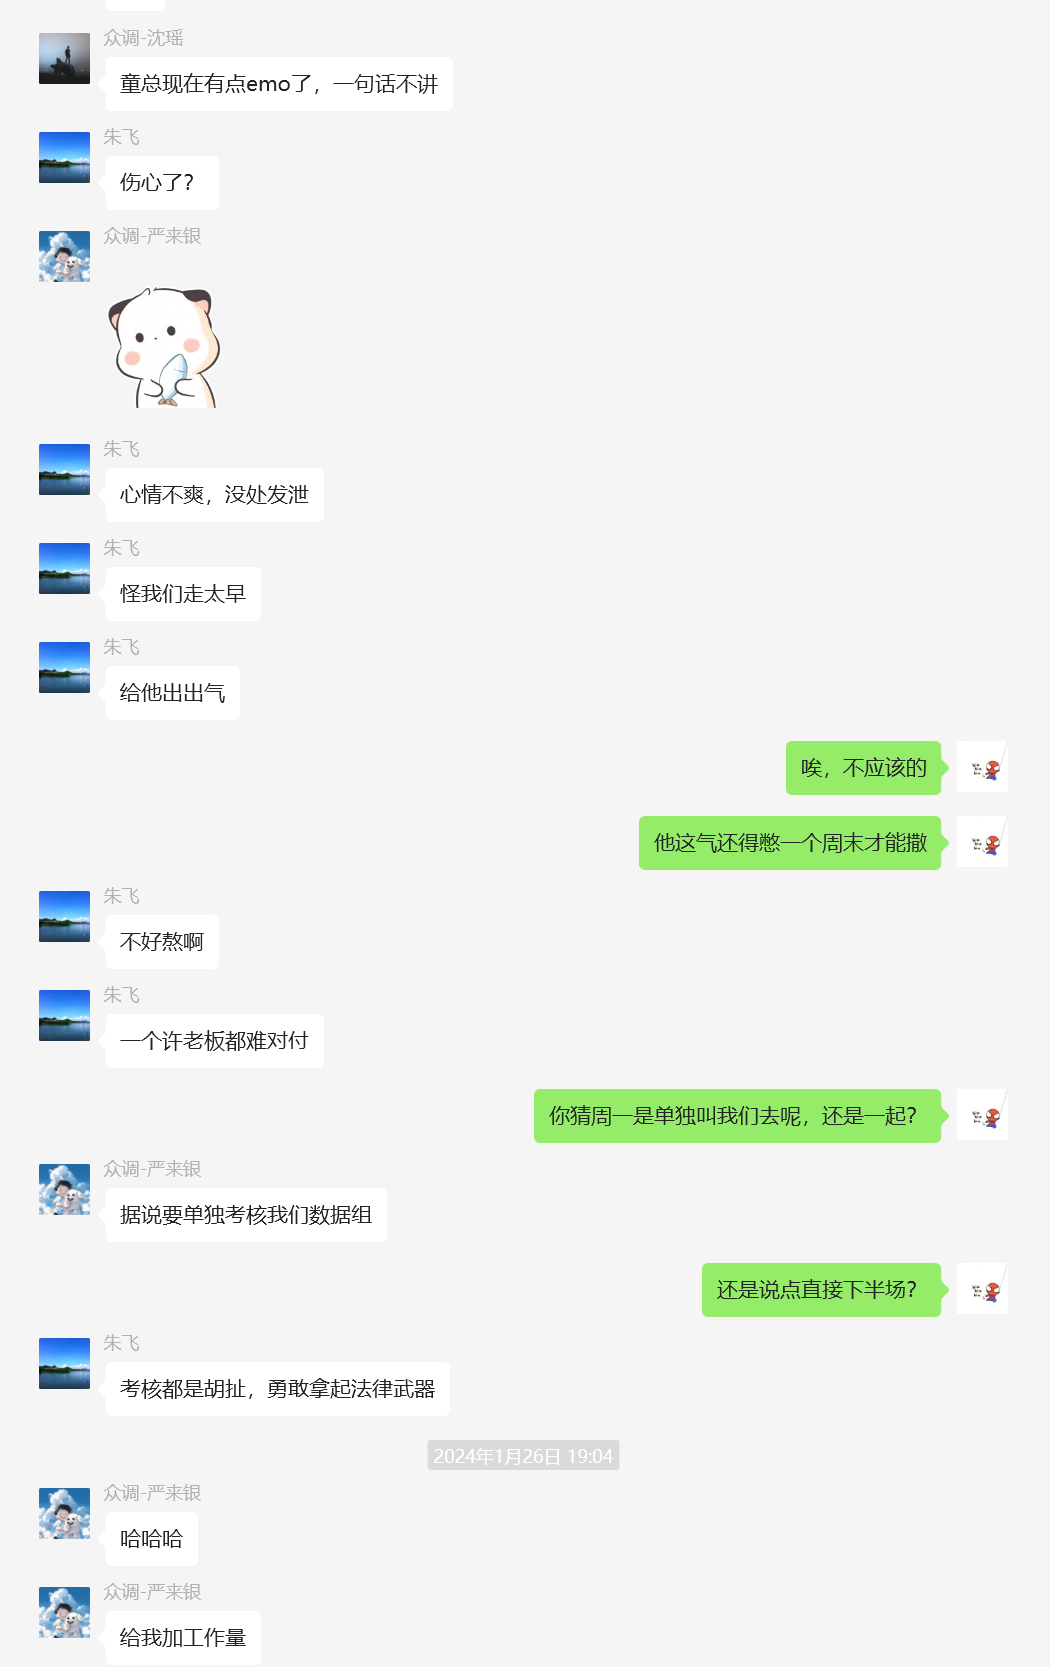 众调-沈瑶
童总现在有点emo了，一句话不讲
朱飞
伤心了？
众调-严来银
朱飞
心情不爽，没处发泄
朱飞
怪我们走太早
朱飞
给他出出气
唉，不应该的
他这气还得憋一个周末才能撒
朱飞
不好熬啊
朱飞
一个许老板都难对付
你猜周一是单独叫我们去呢，还是一起？
众调-严来银
据说要单独考核我们数据组
还是说点直接下半场？
朱飞
考核都是胡扯，勇敢拿起法律武器
2024年1月26日 19:04
众调-严来银
哈哈哈
众调-严来银
给我加工作量